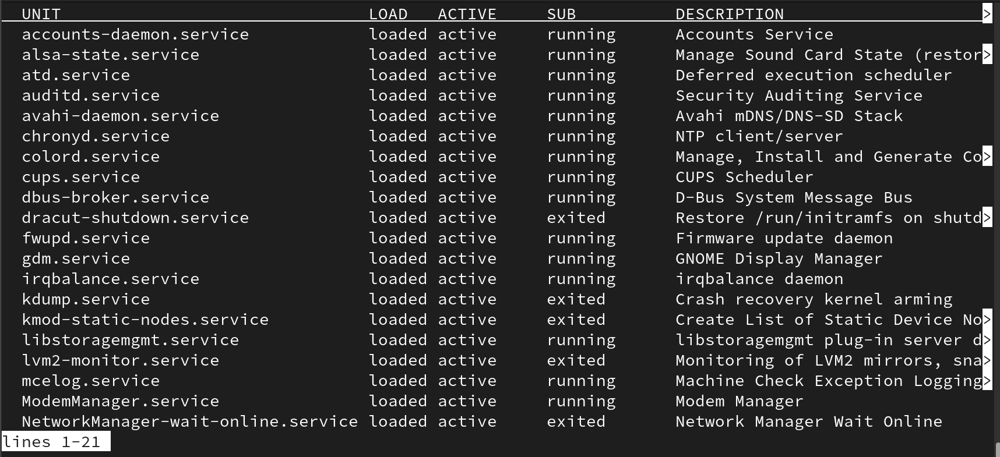 UNIT LOAD ACTIVE SUB DESCRIPTION >
accounts-daemon.service loaded active running Accounts Service
alsa-state.service loaded active running Manage Sound Card State (restor>
atd.service loaded active running Deferred execution scheduler
auditd.service loaded active running Security Auditing Service
avahi-daemon.service loaded active running Avahi mDNS/DNS-SD Stack
chronyd.service loaded active running NTP client/server
colord.service loaded active running Manage, Install and Generate Co>
cups.service loaded active running CUPS Scheduler
dbus-broker.service loaded active running D-Bus System Message Bus
dracut-shutdown.service loaded active exited Restore /run/initramfs on shutd>
fwupd.service loaded active running Firmware update daemon
gdm.service loaded active running GNOME Display Manager
irqbalance.service loaded active running irqbalance daemon
kdump.service loaded active exited Crash recovery kernel arming
kmod-static-nodes.service loaded active exited Create List of Static Device No>
libstoragemgmt.service loaded active running libstoragemgmt plug-in server d>
lvm2-monitor.service loaded active exited Monitoring of LVM2 mirrors, sna>
mcelog.service loaded active running Machine Check Exception Logging>
ModemManager.service loaded active running Modem Manager
NetworkManager-wait-online.service loaded active exited Network Manager Wait Online
lines 1-21